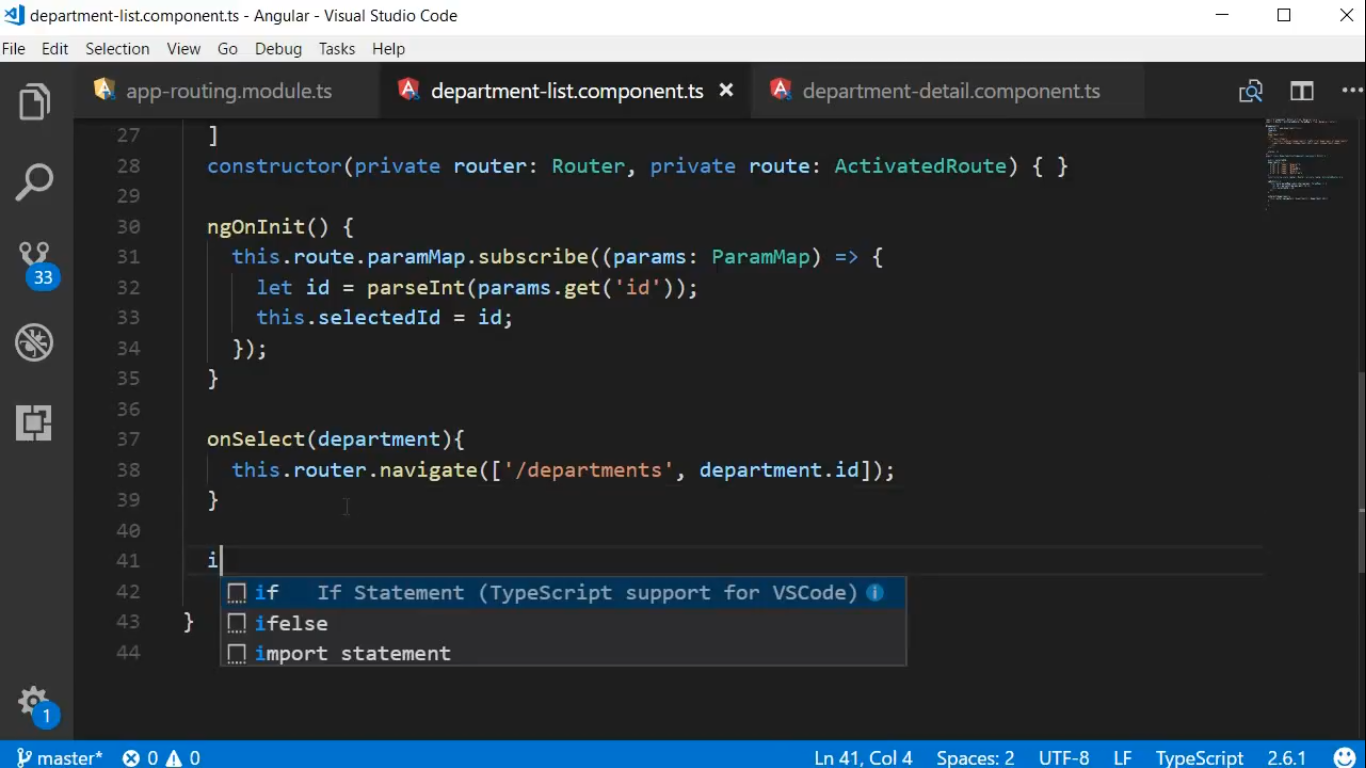 department-list.component.ts - Angular - Visual Studio Code
File Edit Selection View Go Debug Tasks Help
app-routing.module.ts department-list.component.ts department-detail.component.ts
27 ]
28 constructor(private router: Router, private route: ActivatedRoute) { }
29
30 ngOnInit() {
31 this.route.paramMap.subscribe((params: ParamMap) => {
32 let id = parseInt(params.get('id'));
33 this.selectedId = id;
34 });
35 }
36
37 onSelect(department){
38 this.router.navigate(['/departments', department.id]);
39 }
40
41 i
42 if If Statement (TypeScript support for VSCode)
43 } ifelse
44 import statement
33
1
master* 0 0 Ln 41, Col 4 Spaces: 2 UTF-8 LF TypeScript 2.6.1